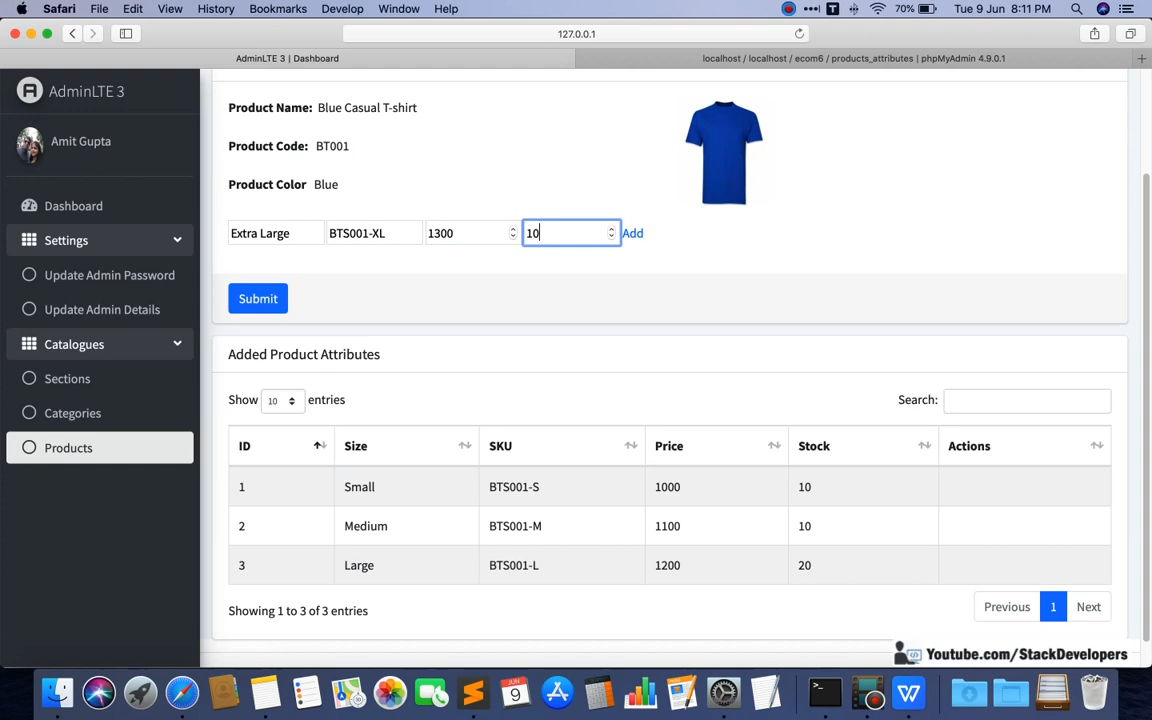 Safari File Edit View History Bookmarks Develop Window Help 70% Tue 9 Jun 8:11 PM
127.0.0.1
AdminLTE 3 | Dashboard localhost / localhost / ecom6 / products_attributes | phpMyAdmin 4.9.0.1
AdminLTE 3
Amit Gupta
Dashboard
Settings
Update Admin Password
Update Admin Details
Catalogues
Sections
Categories
Products
Product Name: Blue Casual T-shirt
Product Code: BT001
Product Color Blue
Extra Large BTS001-XL 1300 10 Add
Submit
Added Product Attributes
Show 10 entries Search:
ID Size SKU Price Stock Actions
1 Small BTS001-S 1000 10
2 Medium BTS001-M 1100 10
3 Large BTS001-L 1200 20
Showing 1 to 3 of 3 entries Previous 1 Next
Youtube.com/StackDevelopers
JUN
9